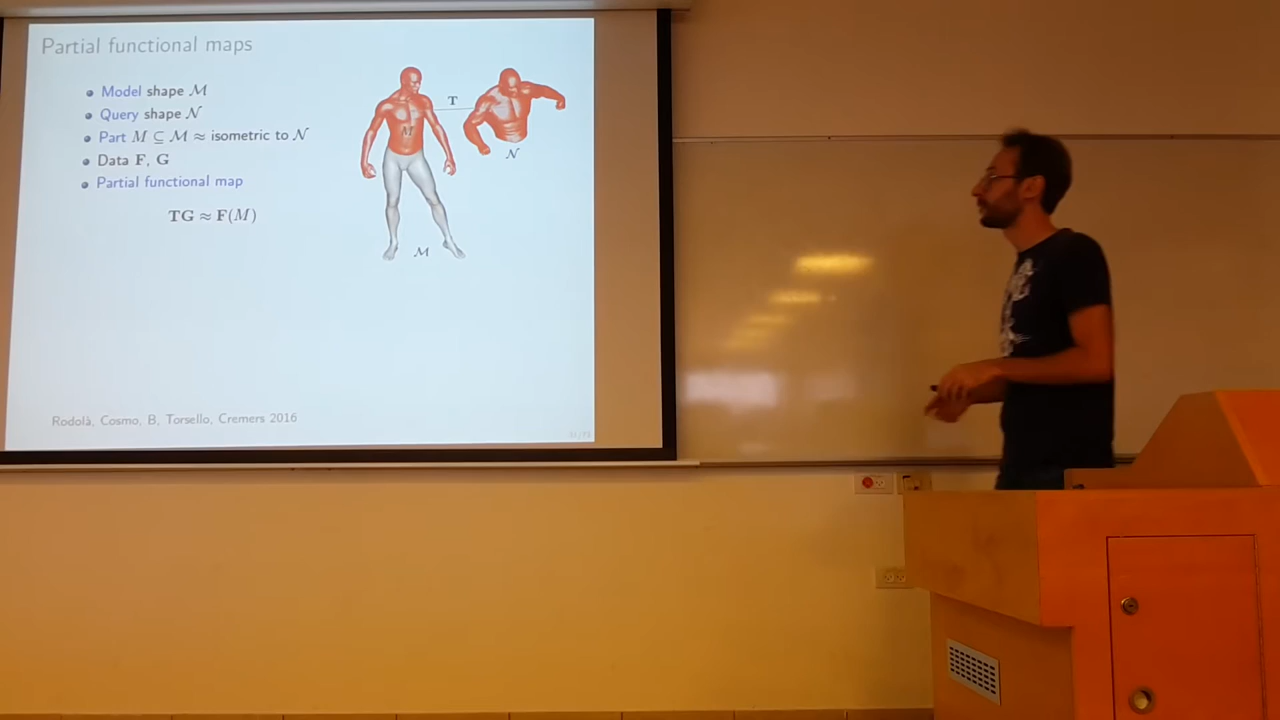 Partial functional maps
Model shape ℳ
Query shape 𝒩
Part M ⊆ ℳ ≈ isometric to 𝒩
Data F, G
Partial functional map
TG ≈ F(M)
T
M
𝒩
ℳ
Rodolà, Cosmo, B, Torsello, Cremers 2016